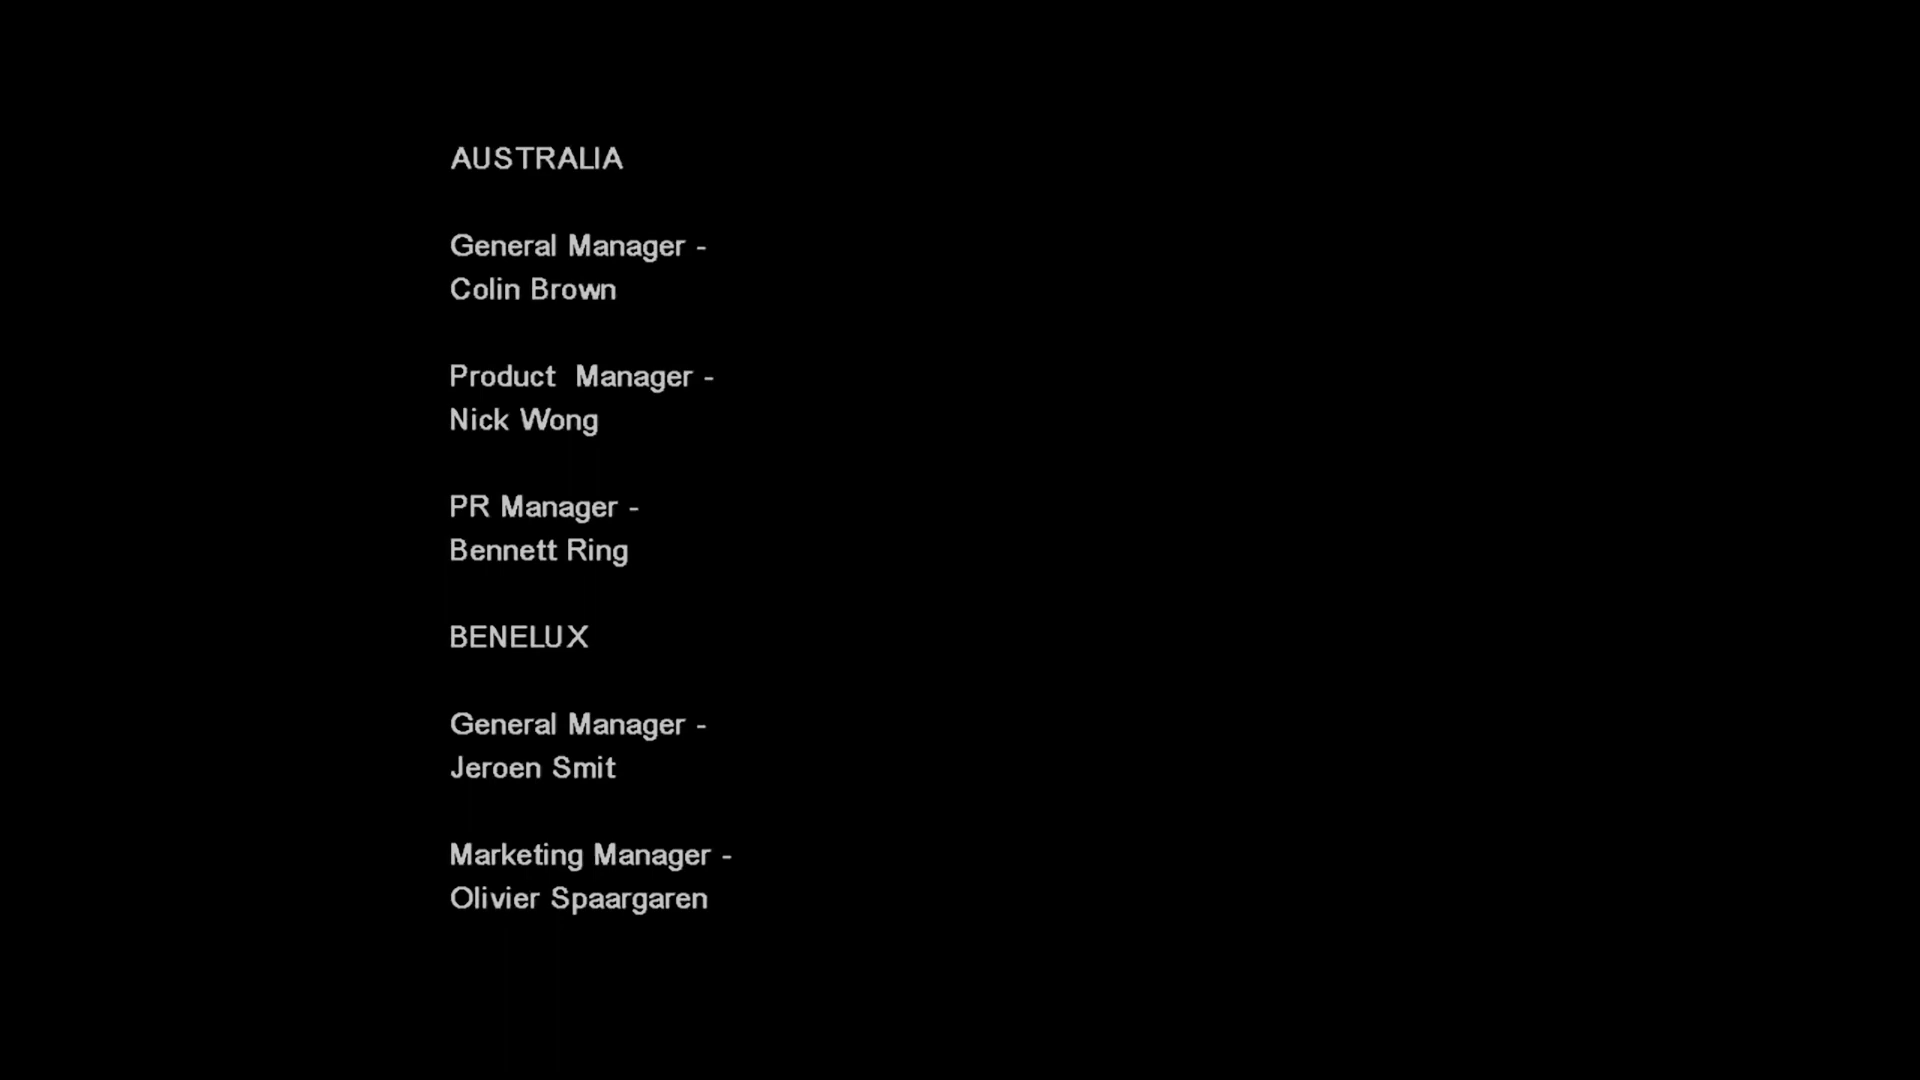 AUSTRALIA
General Manager -
Colin Brown
Product  Manager -
Nick Wong
PR Manager -
Bennett Ring
BENELUX
General Manager -
Jeroen Smit
Marketing Manager -
Olivier Spaargaren